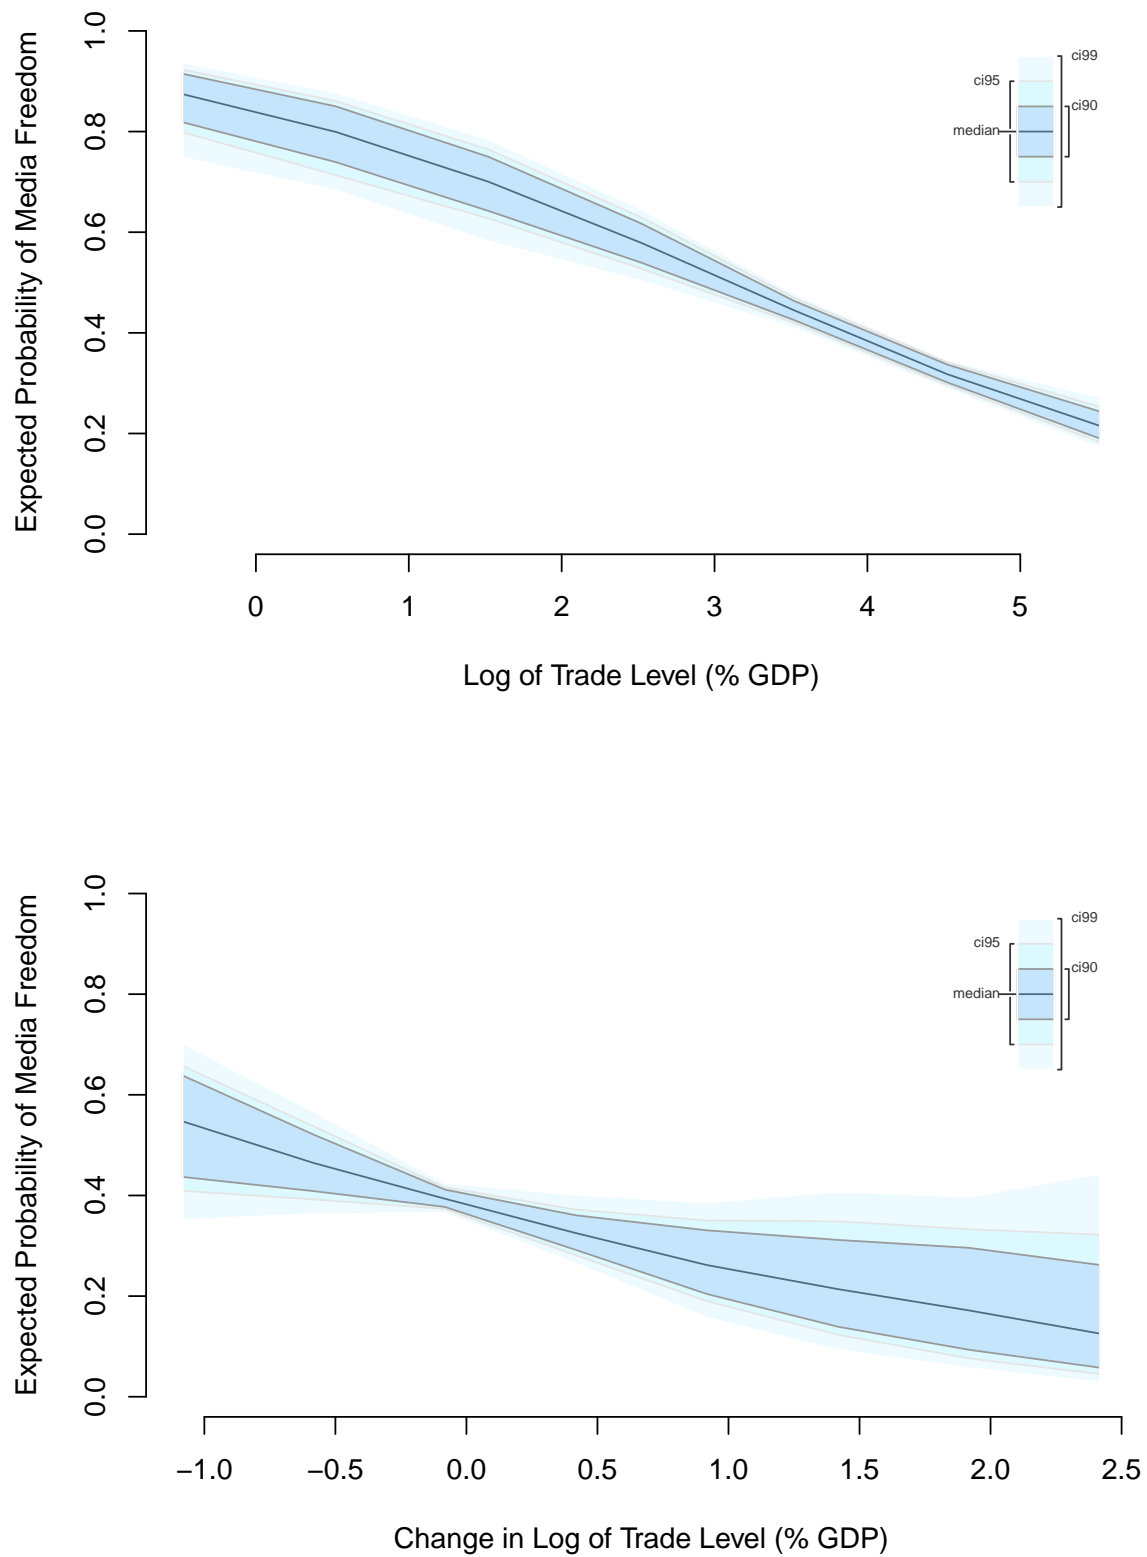 Expected Probability of Media Freedom
1.0
0.8
0.6
0.4
0.2
0.0
ci99
ci95
ci90
median
0 1 2 3 4 5
Log of Trade Level (% GDP)
Expected Probability of Media Freedom
1.0
0.8
0.6
0.4
0.2
0.0
ci99
ci95
ci90
median
−1.0 −0.5 0.0 0.5 1.0 1.5 2.0 2.5
Change in Log of Trade Level (% GDP)